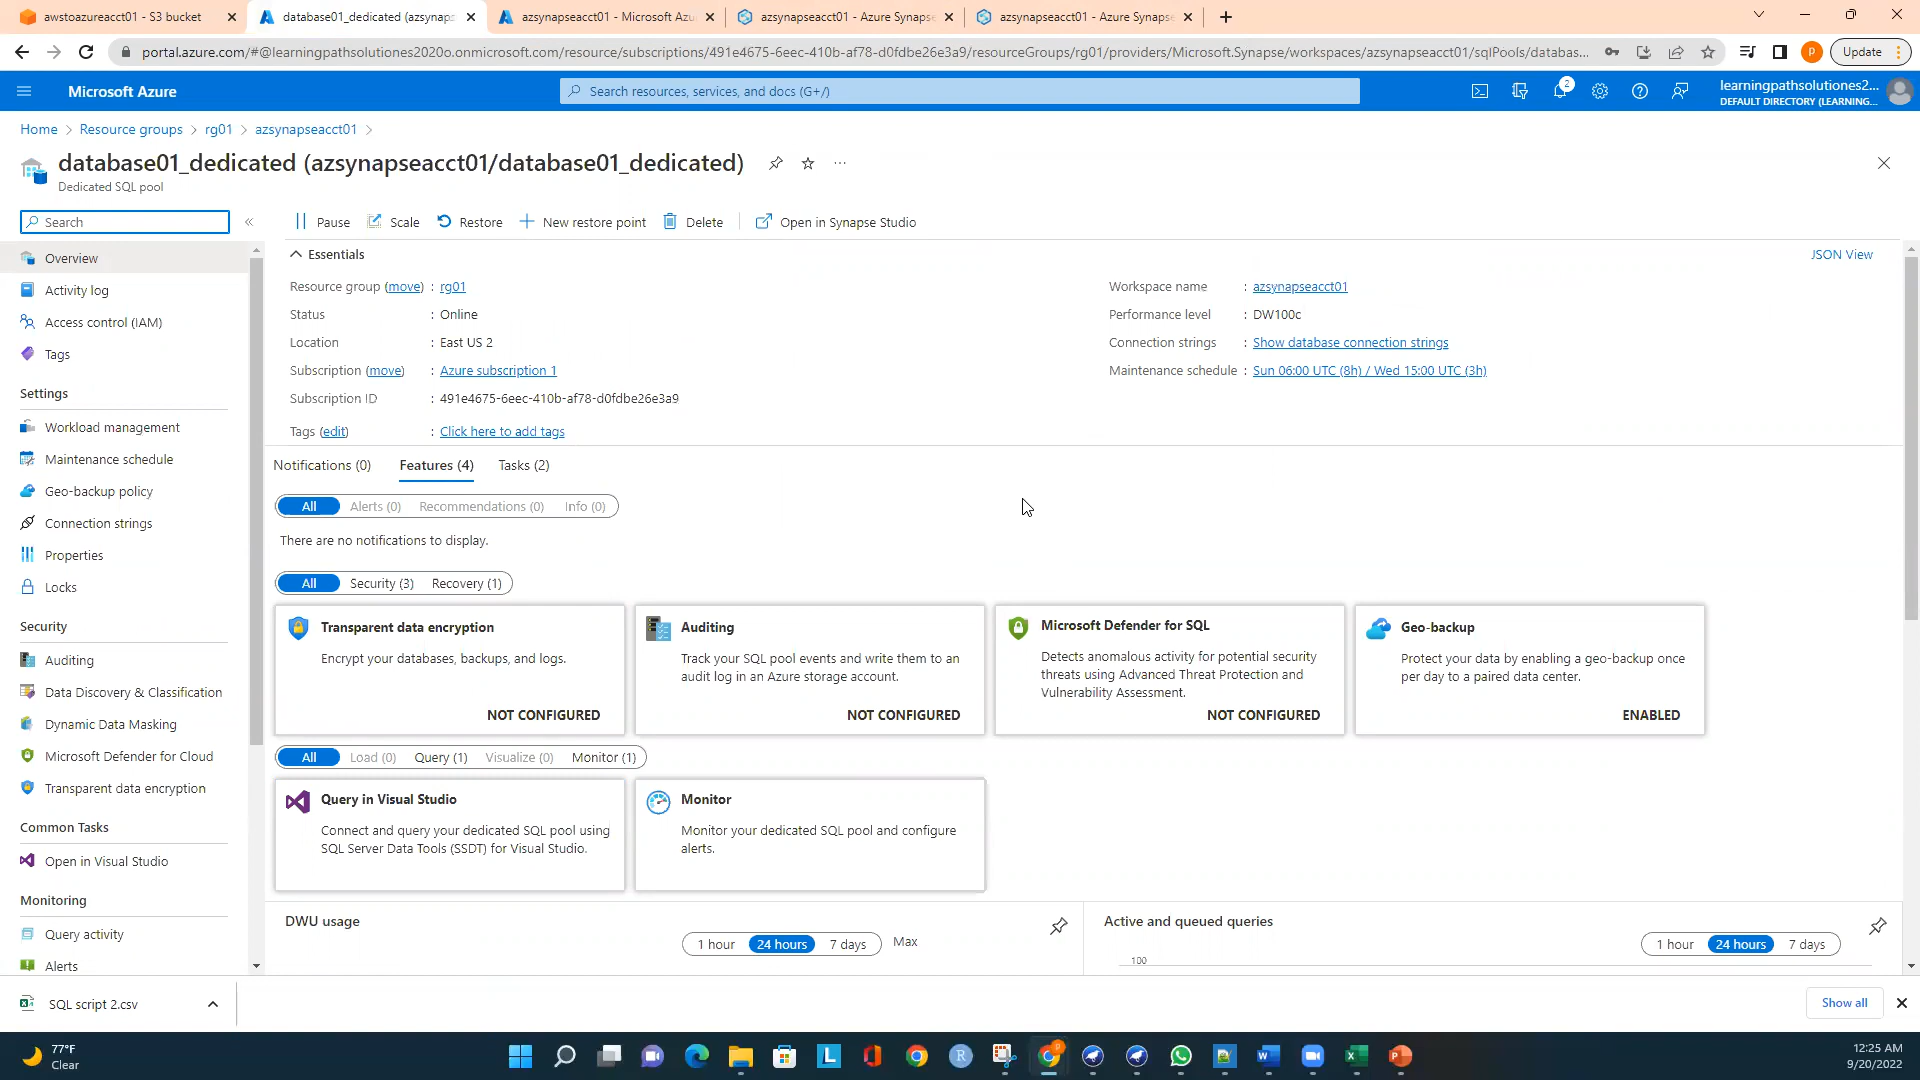 awstoazureacct01 - S3 bucket
database01_dedicated (azsynaps
azsynapseacct01 - Microsoft Azu
azsynapseacct01 - Azure Synapse
azsynapseacct01 - Azure Synapse
portal.azure.com/#@learningpathsolutiones2020o.onmicrosoft.com/resource/subscriptions/491e4675-6eec-410b-af78-d0fdbe26e3a9/resourceGroups/rg01/providers/Microsoft.Synapse/workspaces/azsynapseacct01/sqlPools/databas...
P
Update
Microsoft Azure
Search resources, services, and docs (G+/)
2
learningpathsolutiones2...
DEFAULT DIRECTORY (LEARNING...
Home > Resource groups > rg01 > azsynapseacct01 >
database01_dedicated (azsynapseacct01/database01_dedicated)
Dedicated SQL pool
Search
Pause
Scale
Restore
New restore point
Delete
Open in Synapse Studio
Overview
Activity log
Access control (IAM)
Tags
Settings
Workload management
Maintenance schedule
Geo-backup policy
Connection strings
Properties
Locks
Security
Auditing
Data Discovery & Classification
Dynamic Data Masking
Microsoft Defender for Cloud
Transparent data encryption
Common Tasks
Open in Visual Studio
Monitoring
Query activity
Alerts
Essentials
JSON View
Resource group (move) : rg01
Status : Online
Location : East US 2
Subscription (move) : Azure subscription 1
Subscription ID : 491e4675-6eec-410b-af78-d0fdbe26e3a9
Tags (edit) : Click here to add tags
Workspace name : azsynapseacct01
Performance level : DW100c
Connection strings : Show database connection strings
Maintenance schedule : Sun 06:00 UTC (8h) / Wed 15:00 UTC (3h)
Notifications (0)
Features (4)
Tasks (2)
All
Alerts (0)
Recommendations (0)
Info (0)
There are no notifications to display.
All
Security (3)
Recovery (1)
Transparent data encryption
Encrypt your databases, backups, and logs.
NOT CONFIGURED
Auditing
Track your SQL pool events and write them to an
audit log in an Azure storage account.
NOT CONFIGURED
Microsoft Defender for SQL
Detects anomalous activity for potential security
threats using Advanced Threat Protection and
Vulnerability Assessment.
NOT CONFIGURED
Geo-backup
Protect your data by enabling a geo-backup once
per day to a paired data center.
ENABLED
All
Load (0)
Query (1)
Visualize (0)
Monitor (1)
Query in Visual Studio
Connect and query your dedicated SQL pool using
SQL Server Data Tools (SSDT) for Visual Studio.
Monitor
Monitor your dedicated SQL pool and configure
alerts.
DWU usage
1 hour
24 hours
7 days
Max
Active and queued queries
1 hour
24 hours
7 days
100
SQL script 2.csv
Show all
77°F
Clear
12:25 AM
9/20/2022